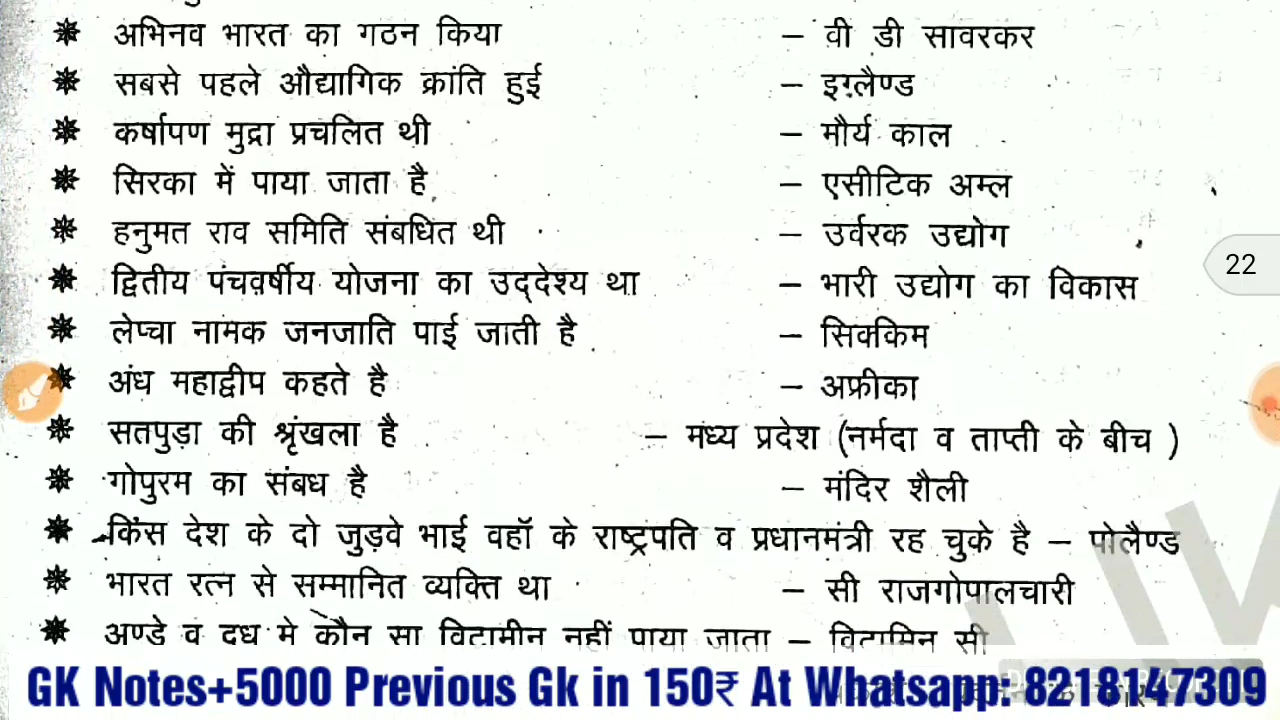 ✷ अभिनव भारत का गठन किया – वी डी सावरकर
✷ सबसे पहले औद्यागिक क्रांति हुई – इग्लैण्ड
✷ कर्षापण मुद्रा प्रचलित थी – मौर्य काल
✷ सिरका में पाया जाता है – एसीटिक अम्ल
✷ हनुमत राव समिति संबधित थी – उर्वरक उद्योग
✷ द्वितीय पंचवर्षीय योजना का उद्देश्य था – भारी उद्योग का विकास
22
✷ लेप्चा नामक जनजाति पाई जाती है – सिक्किम
✷ अंध महाद्वीप कहते है – अफ्रीका
✷ सतपुड़ा की श्रृंखला है – मध्य प्रदेश (नर्मदा व ताप्ती के बीच )
✷ गोपुरम का संबध है – मंदिर शैली
✷ किस देश के दो जुड़वे भाई वहॉ के राष्ट्रपति व प्रधानमंत्री रह चुके है – पोलैण्ड
✷ भारत रत्न से सम्मानित व्यक्ति था – सी राजगोपालचारी
✷ अण्डे व दूध मे कौन सा विटामीन नहीं पाया जाता – विटामिन सी
GK Notes+5000 Previous Gk in 150₹ At Whatsapp: 8218147309